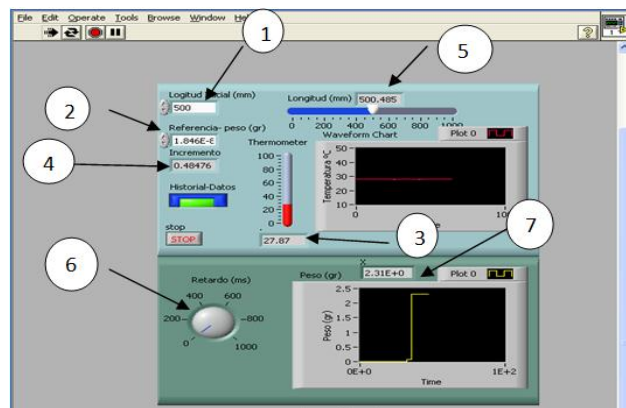 File Edit Operate Tools Browse Window Help
1
5
2
4
3
7
6
Logitud inicial (mm)
500
Longitud (mm) 500.485
0 200 400 600 800 1000
Referencia- peso (gr)
1.846E-8
Incremento
0.48476
Historial-Datos
stop
STOP
Thermometer
100
80
60
40
20
0
27.87
Waveform Chart
Plot 0
Temperatura ºC
50
40
30
20
10
0
Retardo (ms)
0 200 400 600 800 1000
Peso (gr)
2.31E+0
Plot 0
Peso (gr)
2.5
2
1.5
1
0.5
0
0E+0 1E+2
Time